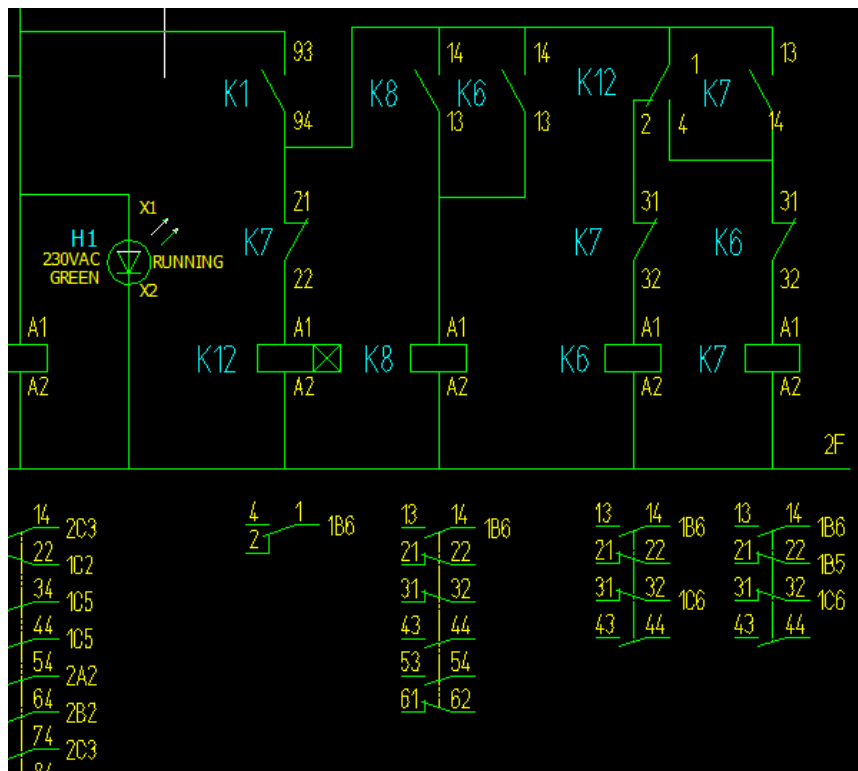 93
14
14
1
13
K1
K8
K6
K12
K7
94
13
13
2
4
14
X1
21
31
31
H1
230VAC
GREEN
RUNNING
K7
K7
K6
X2
22
32
32
A1
A1
A1
A1
A1
K12
K8
K6
K7
A2
A2
A2
A2
A2
2F
14 2C3
22 1C2
34 1C5
44 1C5
54 2A2
64 2B2
74 2C3
84
4 1 1B6
2
13 14 1B6
21 22
31 32
43 44
53 54
61 62
13 14 1B6
21 22
31 32 1C6
43 44
13 14 1B6
21 22 1B5
31 32 1C6
43 44